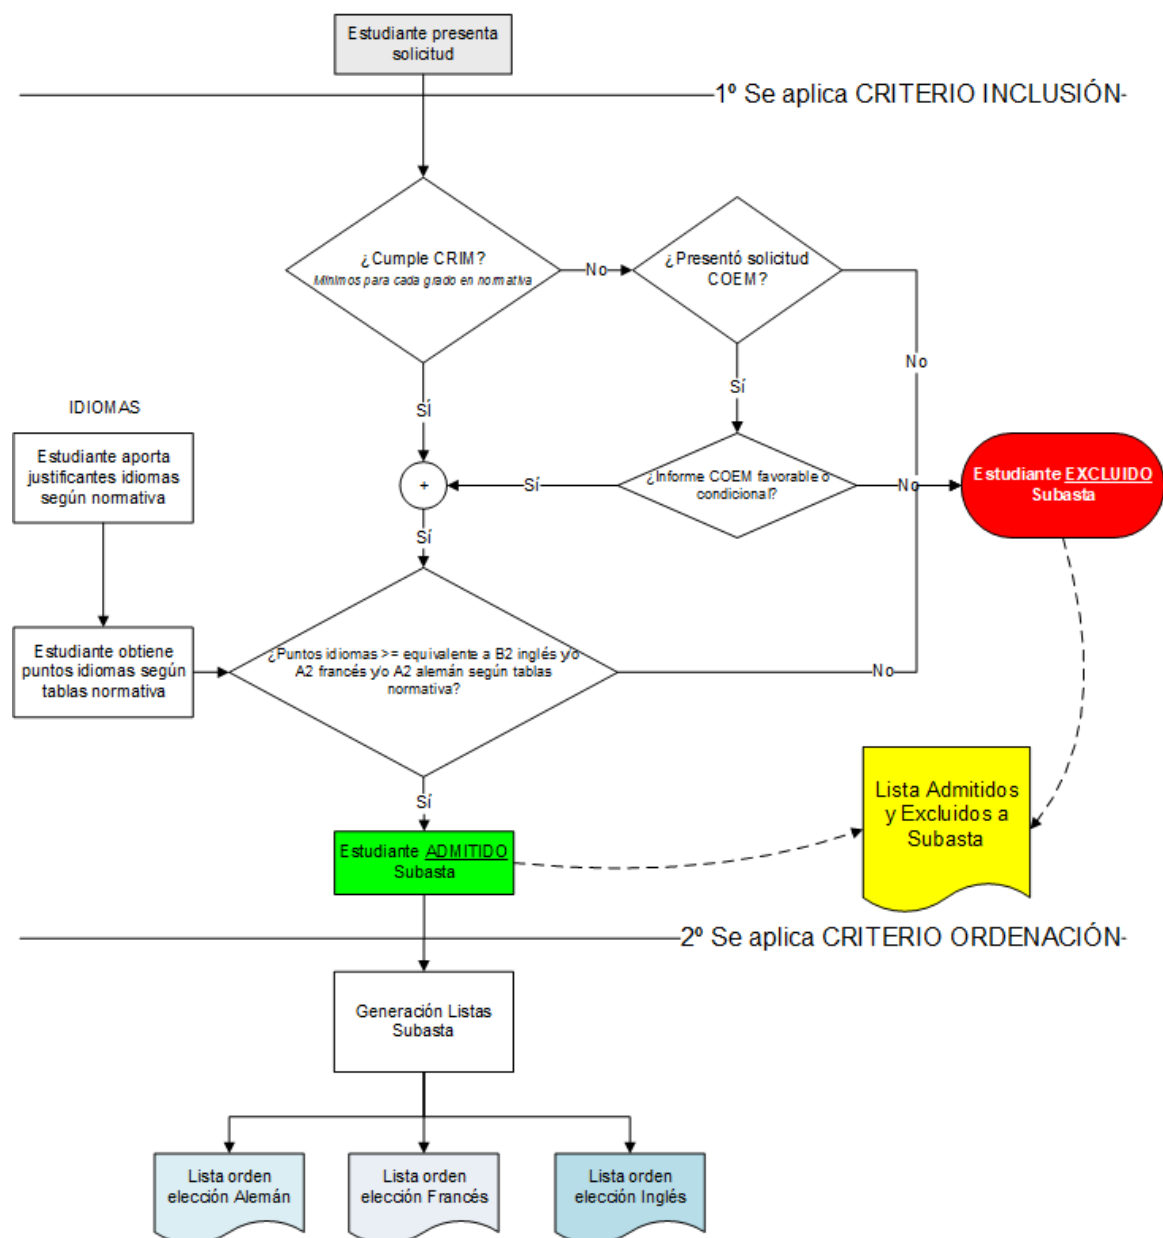 Estudiante presenta
solicitud
1º Se aplica CRITERIO INCLUSIÓN-
¿Cumple CRIM?
Mínimos para cada grado en normativa
No
¿Presentó solicitud
COEM?
No
Sí
SÍ
IDIOMAS
Estudiante aporta
justificantes idiomas
según normativa
+
Sí
¿Informe COEM favorable o
condicional?
No
Estudiante EXCLUIDO
Subasta
Sí
Estudiante obtiene
puntos idiomas según
tablas normativa
¿Puntos idiomas >= equivalente a B2 inglés y/o
A2 francés y/o A2 alemán según tablas
normativa?
No
Sí
Lista Admitidos
y Excluidos a
Subasta
Estudiante ADMITIDO
Subasta
2º Se aplica CRITERIO ORDENACIÓN-
Generación Listas
Subasta
Lista orden
elección Alemán
Lista orden
elección Francés
Lista orden
elección Inglés